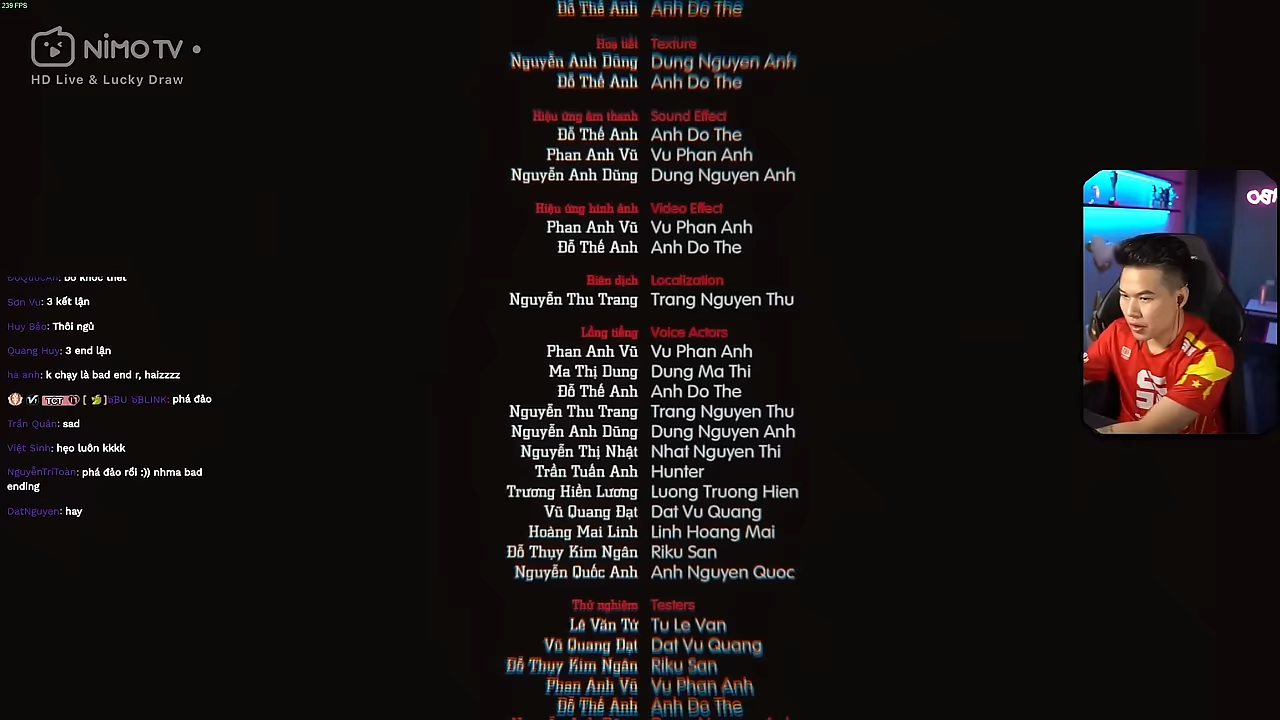 239 FPS
NIMO TV
HD Live & Lucky Draw
Đỗ Thế Anh Anh Do The
Hoạ tiết Texture
Nguyễn Anh Dũng Dung Nguyen Anh
Đỗ Thế Anh Anh Do The
Hiệu ứng âm thanh Sound Effect
Đỗ Thế Anh Anh Do The
Phan Anh Vũ Vu Phan Anh
Nguyễn Anh Dũng Dung Nguyen Anh
Hiệu ứng hình ảnh Video Effect
Phan Anh Vũ Vu Phan Anh
Đỗ Thế Anh Anh Do The
Biên dịch Localization
Nguyễn Thu Trang Trang Nguyen Thu
Lồng tiếng Voice Actors
Phan Anh Vũ Vu Phan Anh
Ma Thị Dung Dung Ma Thi
Đỗ Thế Anh Anh Do The
Nguyễn Thu Trang Trang Nguyen Thu
Nguyễn Anh Dũng Dung Nguyen Anh
Nguyễn Thị Nhật Nhat Nguyen Thi
Trần Tuấn Anh Hunter
Trương Hiền Lương Luong Truong Hien
Vũ Quang Đạt Dat Vu Quang
Hoàng Mai Linh Linh Hoang Mai
Đỗ Thụy Kim Ngân Riku San
Nguyễn Quốc Anh Anh Nguyen Quoc
Thử nghiệm Testers
Lê Văn Tứ Tu Le Van
Vũ Quang Đạt Dat Vu Quang
Đỗ Thụy Kim Ngân Riku San
Phan Anh Vũ Vu Phan Anh
Đỗ Thế Anh Anh Do The
ĐoQuocAn: bố khóc thét
Sơn Vu: 3 kết lận
Huy Bảo: Thôi ngủ
Quang Huy: 3 end lận
hà anh: k chạy là bad end r, haizzzz
BLINK: phá đảo
Trần Quân: sad
Việt Sinh: hẹo luôn kkkk
NguyễnTríToàn: phá đảo rồi :)) nhma bad
ending
DatNguyen: hay